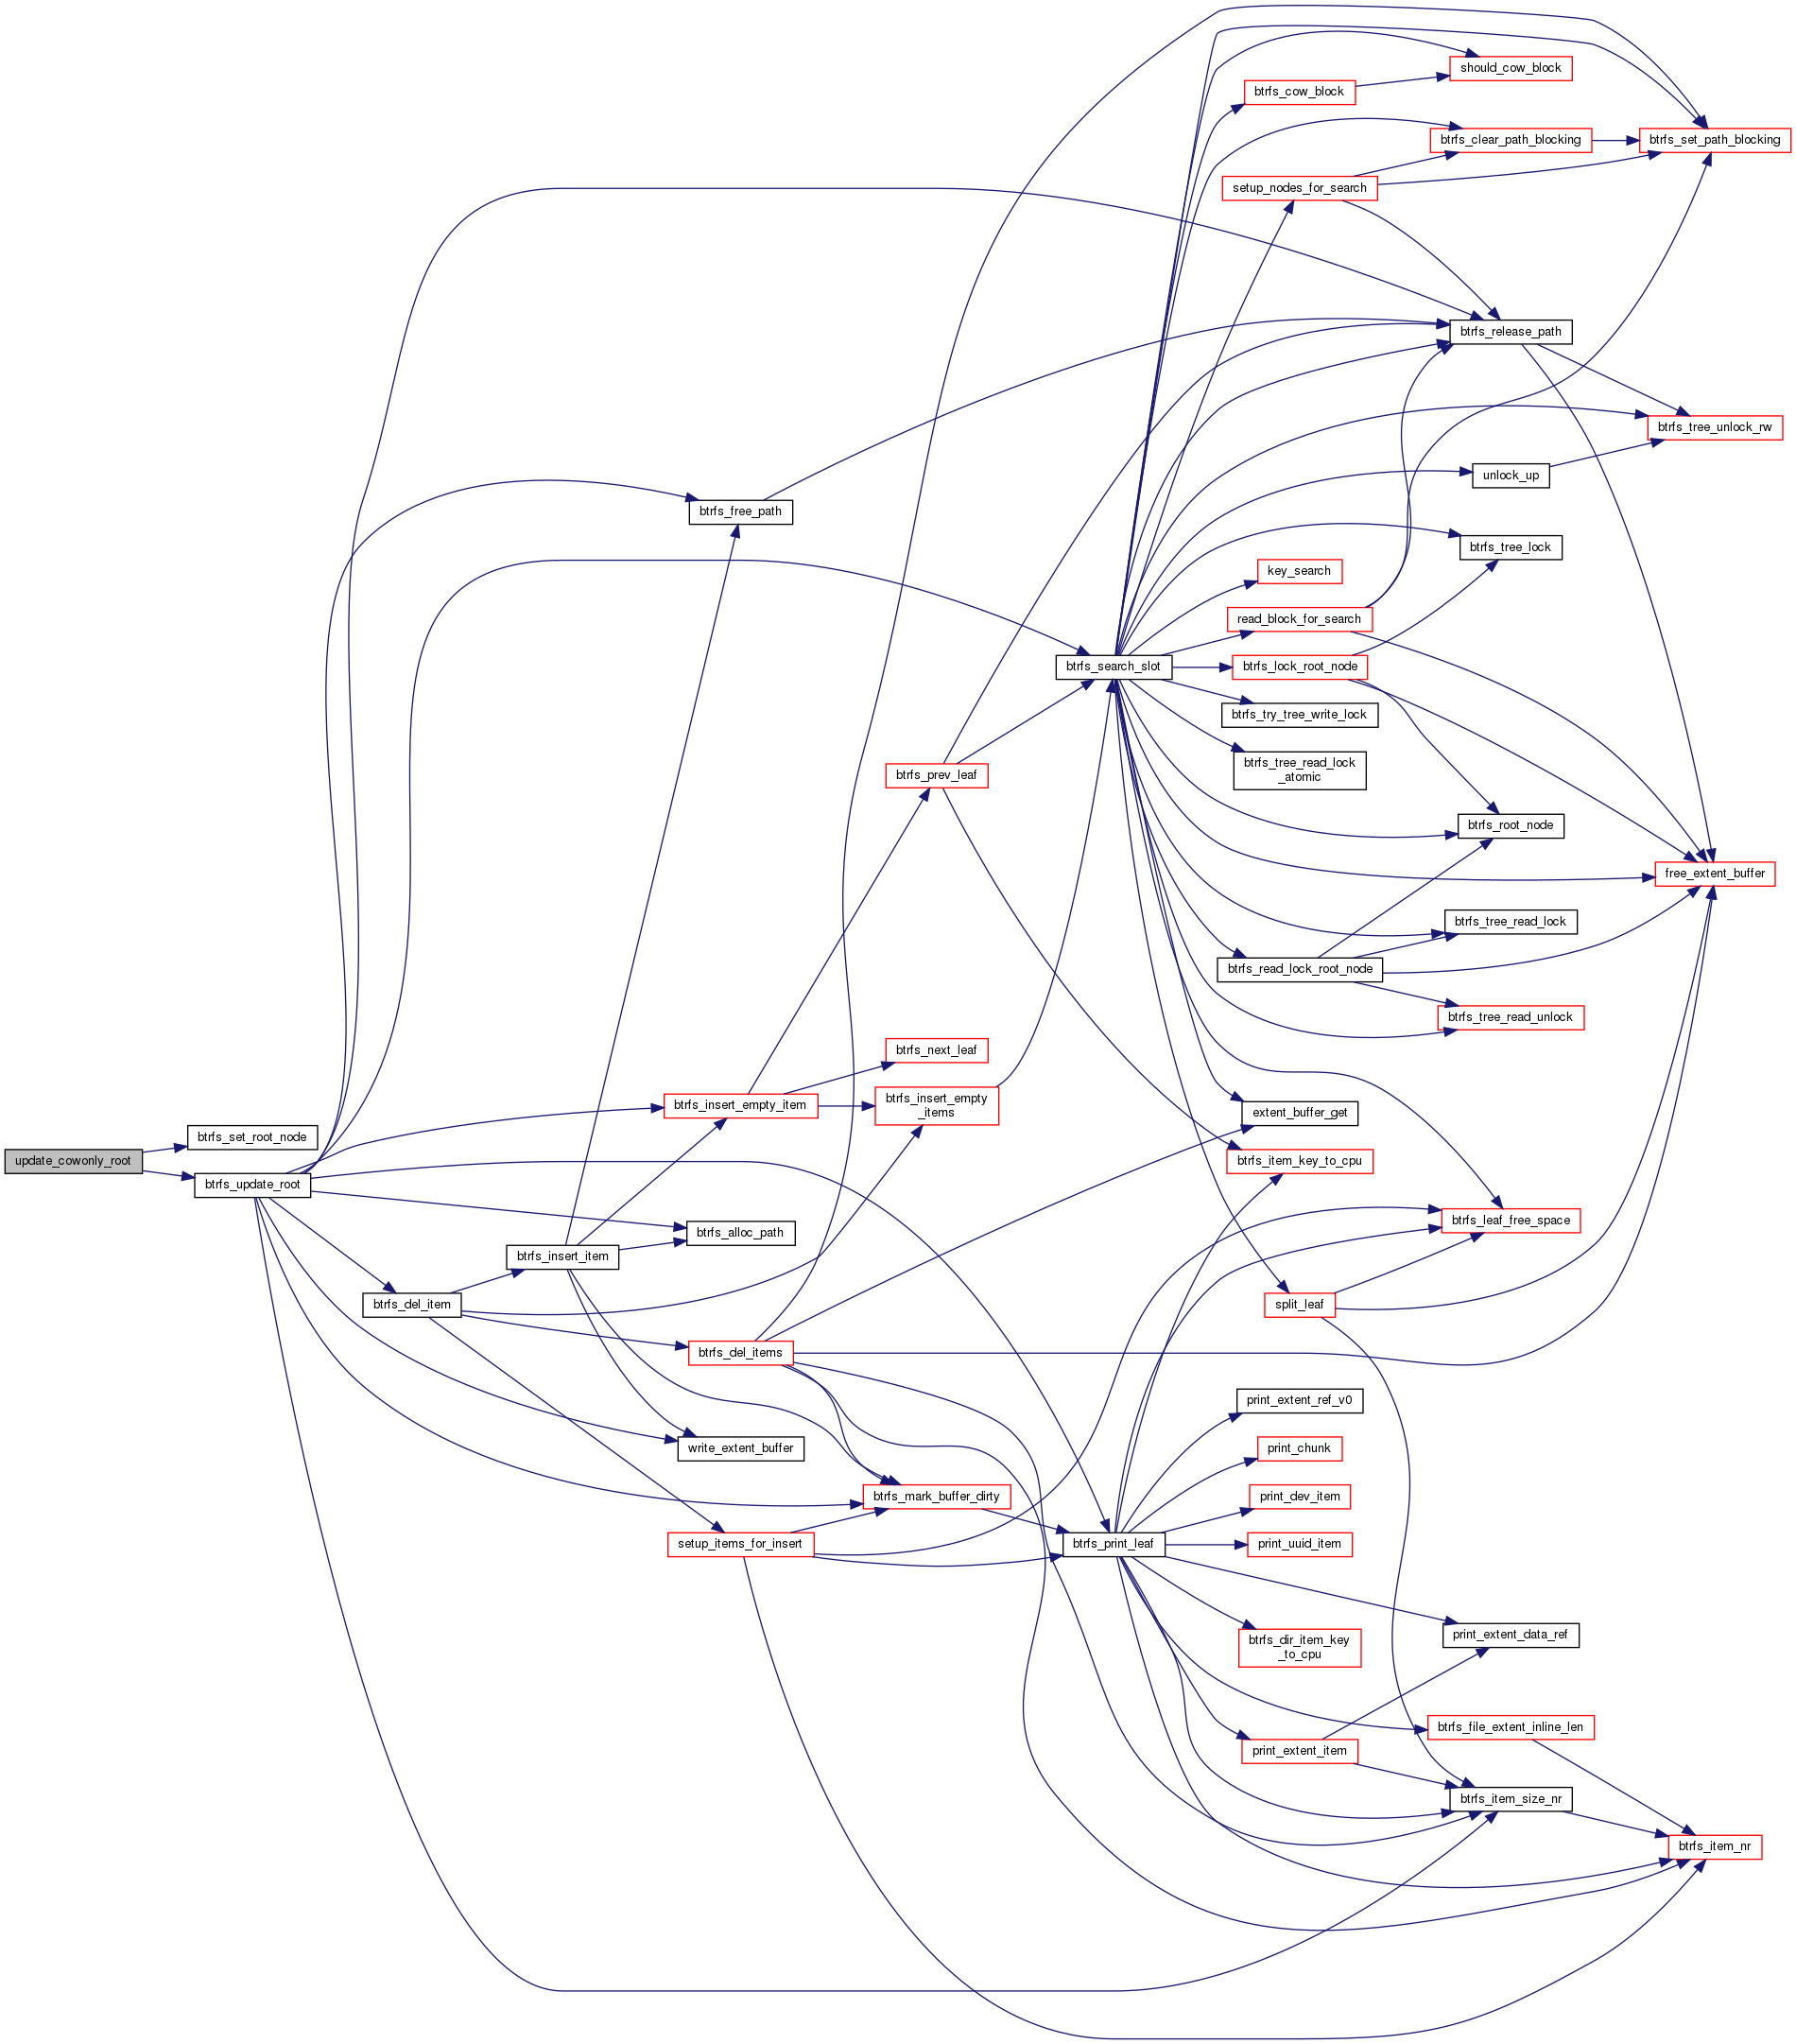 should_cow_block
btrfs_cow_block
btrfs_clear_path_blocking
btrfs_set_path_blocking
setup_nodes_for_search
btrfs_release_path
btrfs_tree_unlock_rw
unlock_up
btrfs_free_path
btrfs_tree_lock
key_search
read_block_for_search
btrfs_search_slot
btrfs_lock_root_node
btrfs_try_tree_write_lock
btrfs_prev_leaf
btrfs_tree_read_lock
_atomic
btrfs_root_node
free_extent_buffer
btrfs_tree_read_lock
btrfs_read_lock_root_node
btrfs_tree_read_unlock
btrfs_next_leaf
btrfs_insert_empty_item
btrfs_insert_empty
_items
extent_buffer_get
btrfs_set_root_node
update_cowonly_root
btrfs_item_key_to_cpu
btrfs_update_root
btrfs_leaf_free_space
btrfs_alloc_path
btrfs_insert_item
btrfs_del_item
split_leaf
btrfs_del_items
print_extent_ref_v0
write_extent_buffer
print_chunk
btrfs_mark_buffer_dirty
print_dev_item
setup_items_for_insert
btrfs_print_leaf
print_uuid_item
print_extent_data_ref
btrfs_dir_item_key
_to_cpu
btrfs_file_extent_inline_len
print_extent_item
btrfs_item_size_nr
btrfs_item_nr